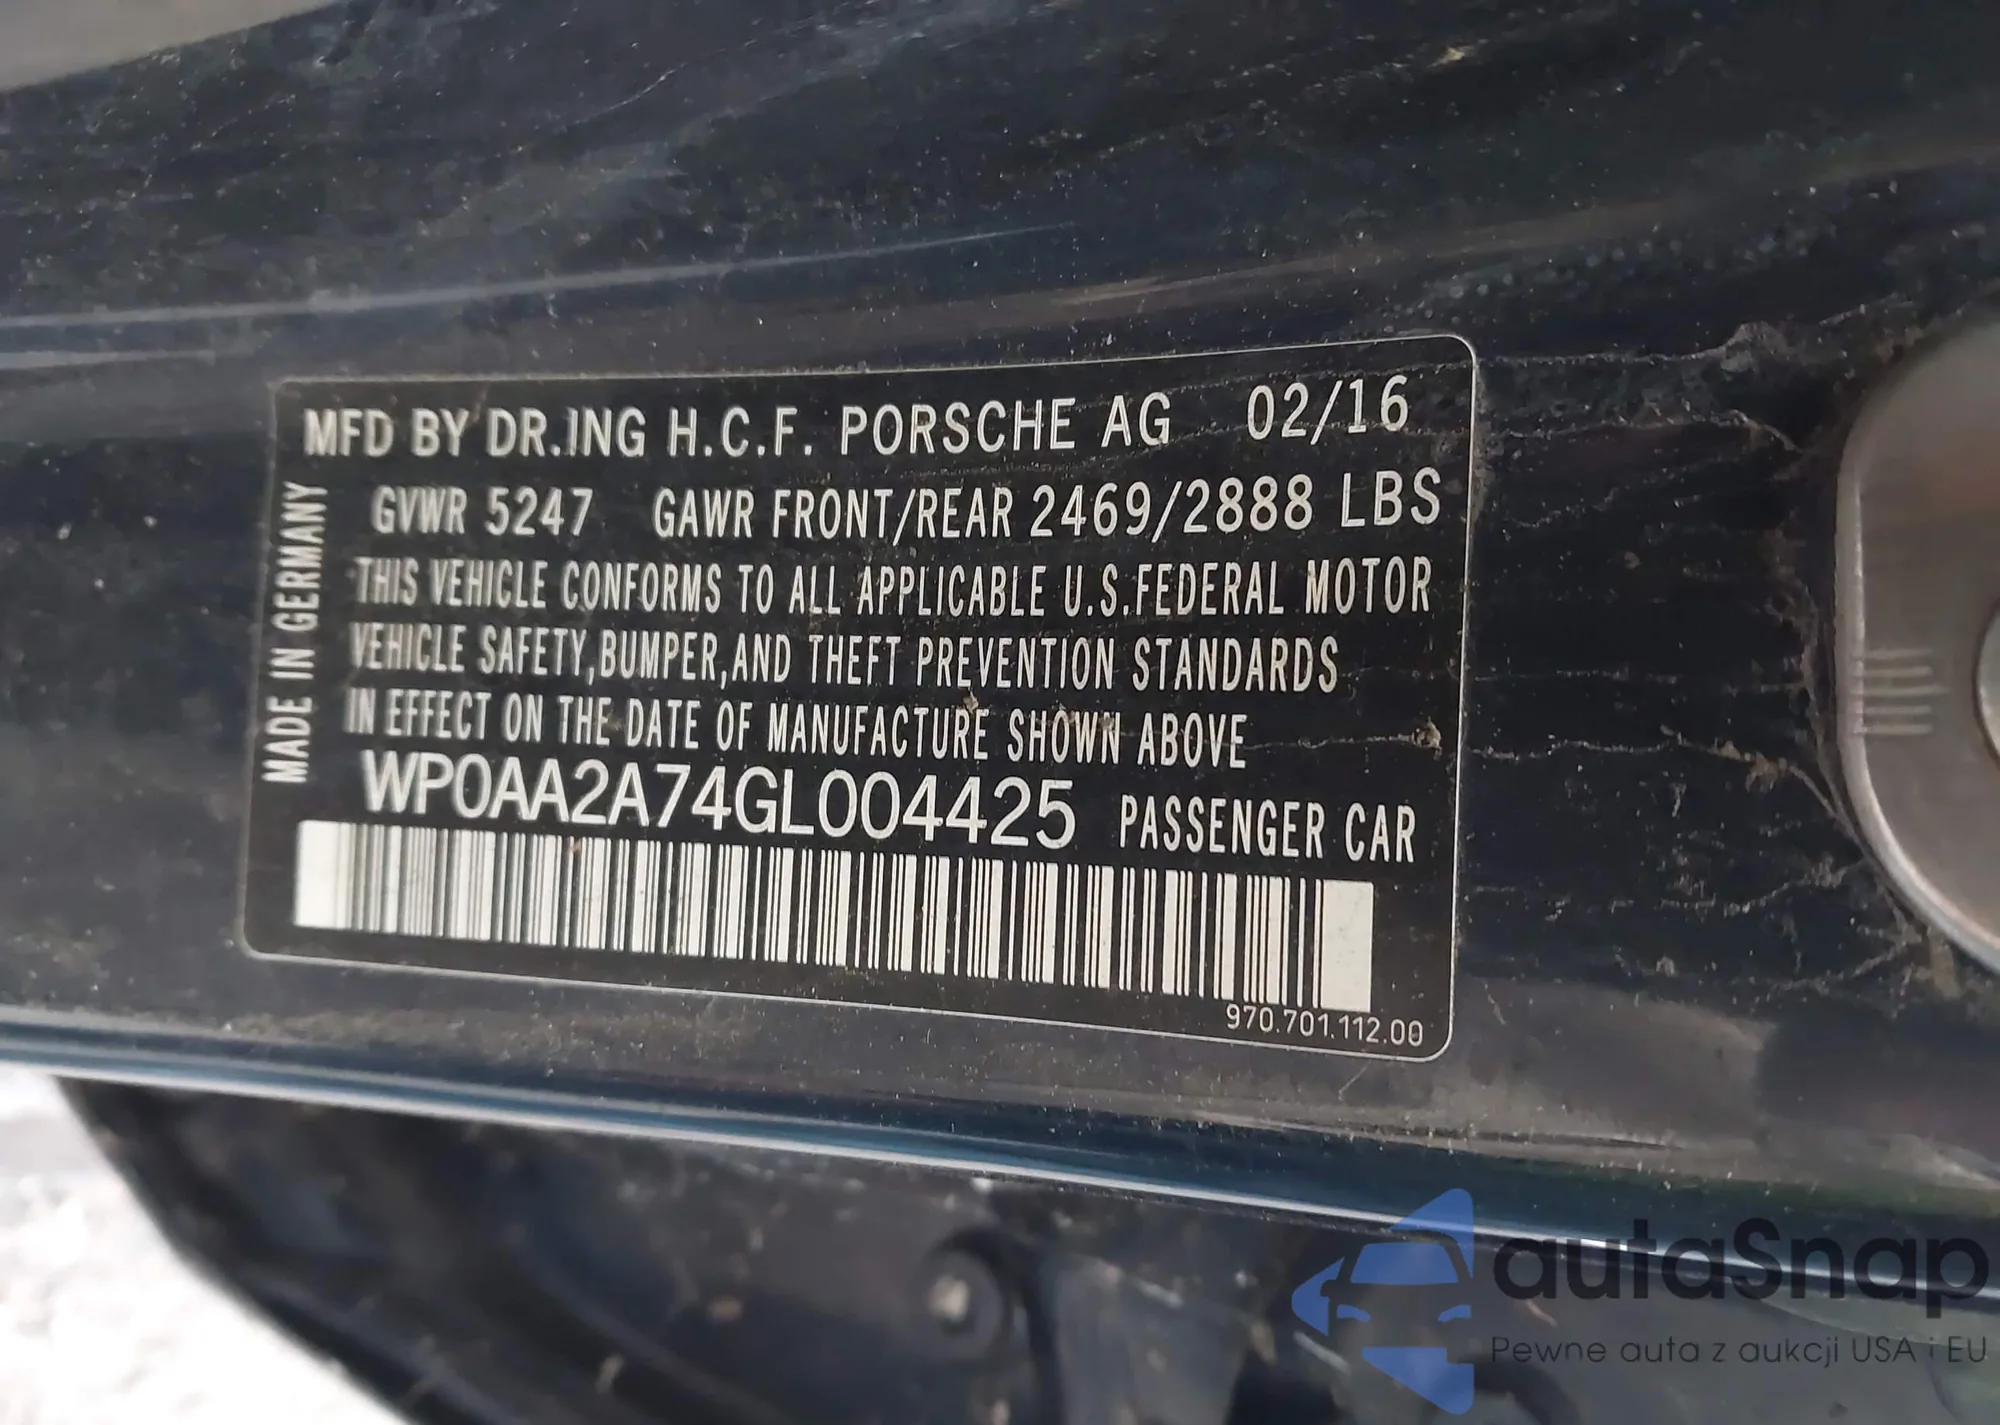 MFD BY DR.ING H.C.F. PORSCHE AG 02/16
GVWR 5247 GAWR FRONT/REAR 2469/2888 LBS
THIS VEHICLE CONFORMS TO ALL APPLICABLE U.S.FEDERAL MOTOR
VEHICLE SAFETY,BUMPER,AND THEFT PREVENTION STANDARDS
IN EFFECT ON THE DATE OF MANUFACTURE SHOWN ABOVE
WP0AA2A74GL004425 PASSENGER CAR
970.701.112.00
MADE IN GERMANY
autaSnap
Pewne auta z aukcji USA i EU